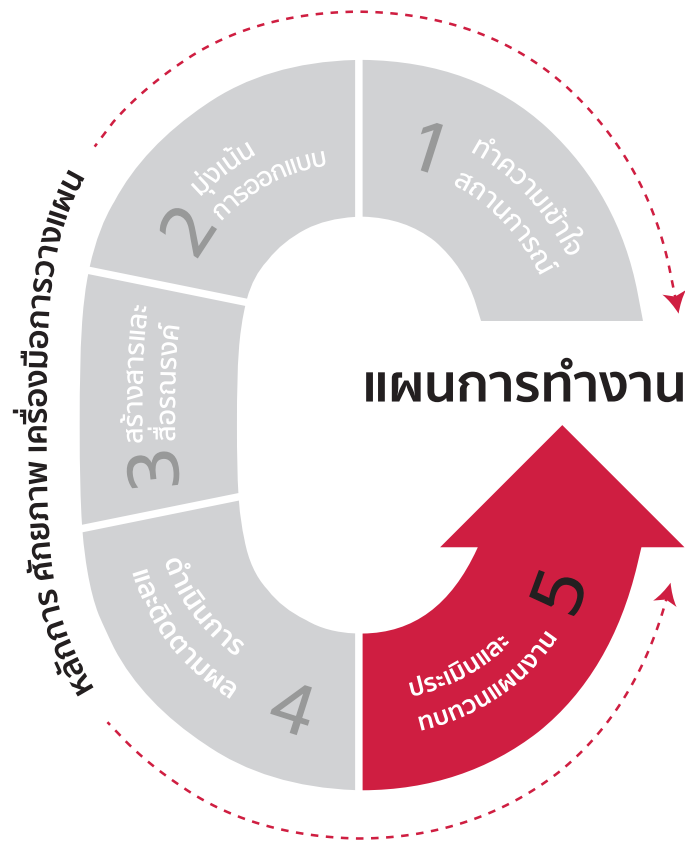 1
ทำความเข้าใจ
สถานการณ์
2
มุ่งเน้น
การออกแบบ
3
สร้างสารและ
สื่อรณรงค์
4
ดำเนินการ
และติดตามผล
5
ประเมินและ
ทบทวนแผนงาน
แผนการทำงาน
หลักการ ศักยภาพ เครื่องมือการวางแผน